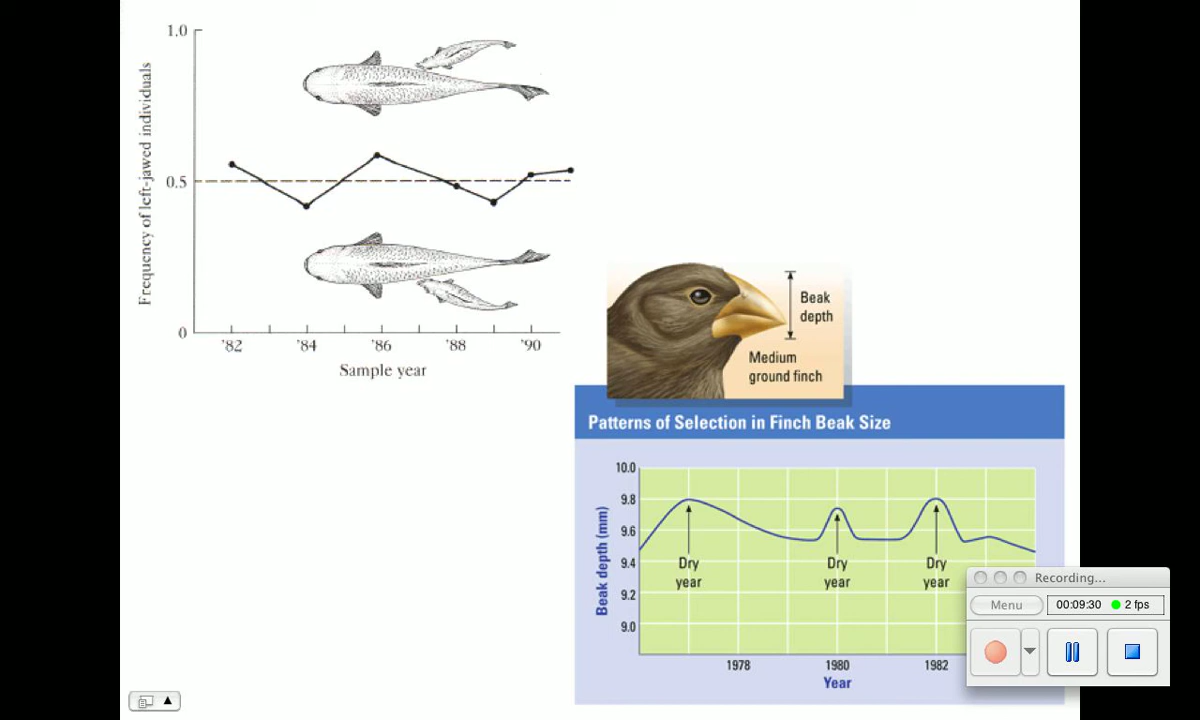 1.0
0.5
0
Frequency of left-jawed individuals
'82 '84 '86 '88 '90
Sample year
Beak
depth
Medium
ground finch
Patterns of Selection in Finch Beak Size
10.0
9.8
9.6
9.4
9.2
9.0
Beak depth (mm)
Dry
year
Dry
year
Dry
year
1978 1980 1982
Year
Recording...
Menu 00:09:30 2 fps